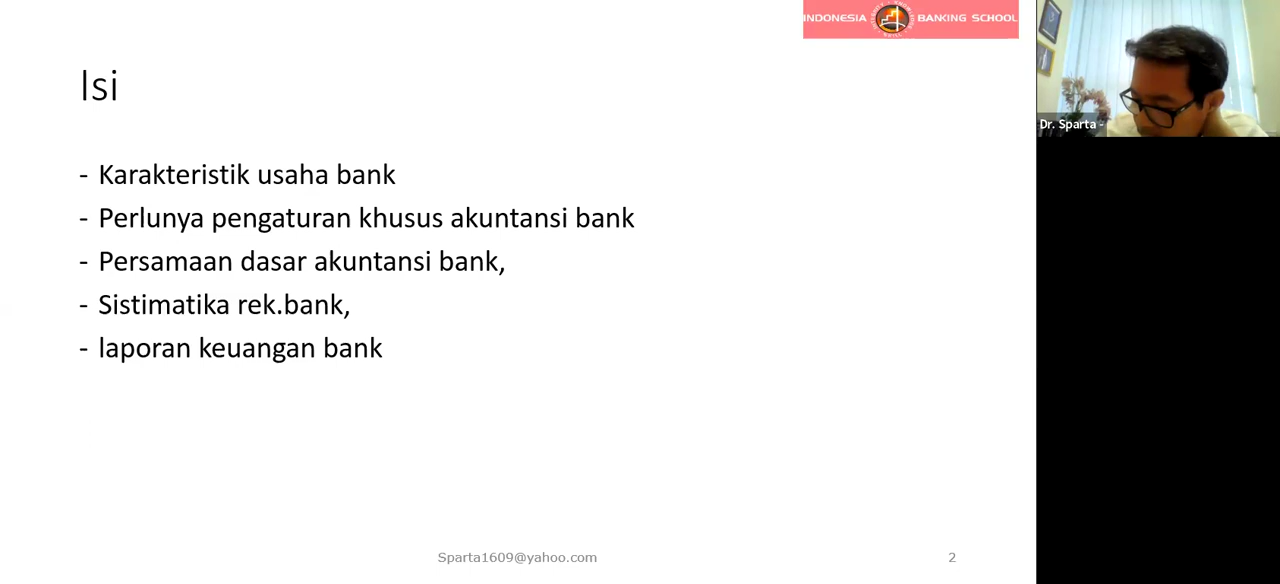 INDONESIA BANKING SCHOOL
Isi
- Karakteristik usaha bank
- Perlunya pengaturan khusus akuntansi bank
- Persamaan dasar akuntansi bank,
- Sistimatika rek.bank,
- laporan keuangan bank
Sparta1609@yahoo.com
2
Dr. Sparta -